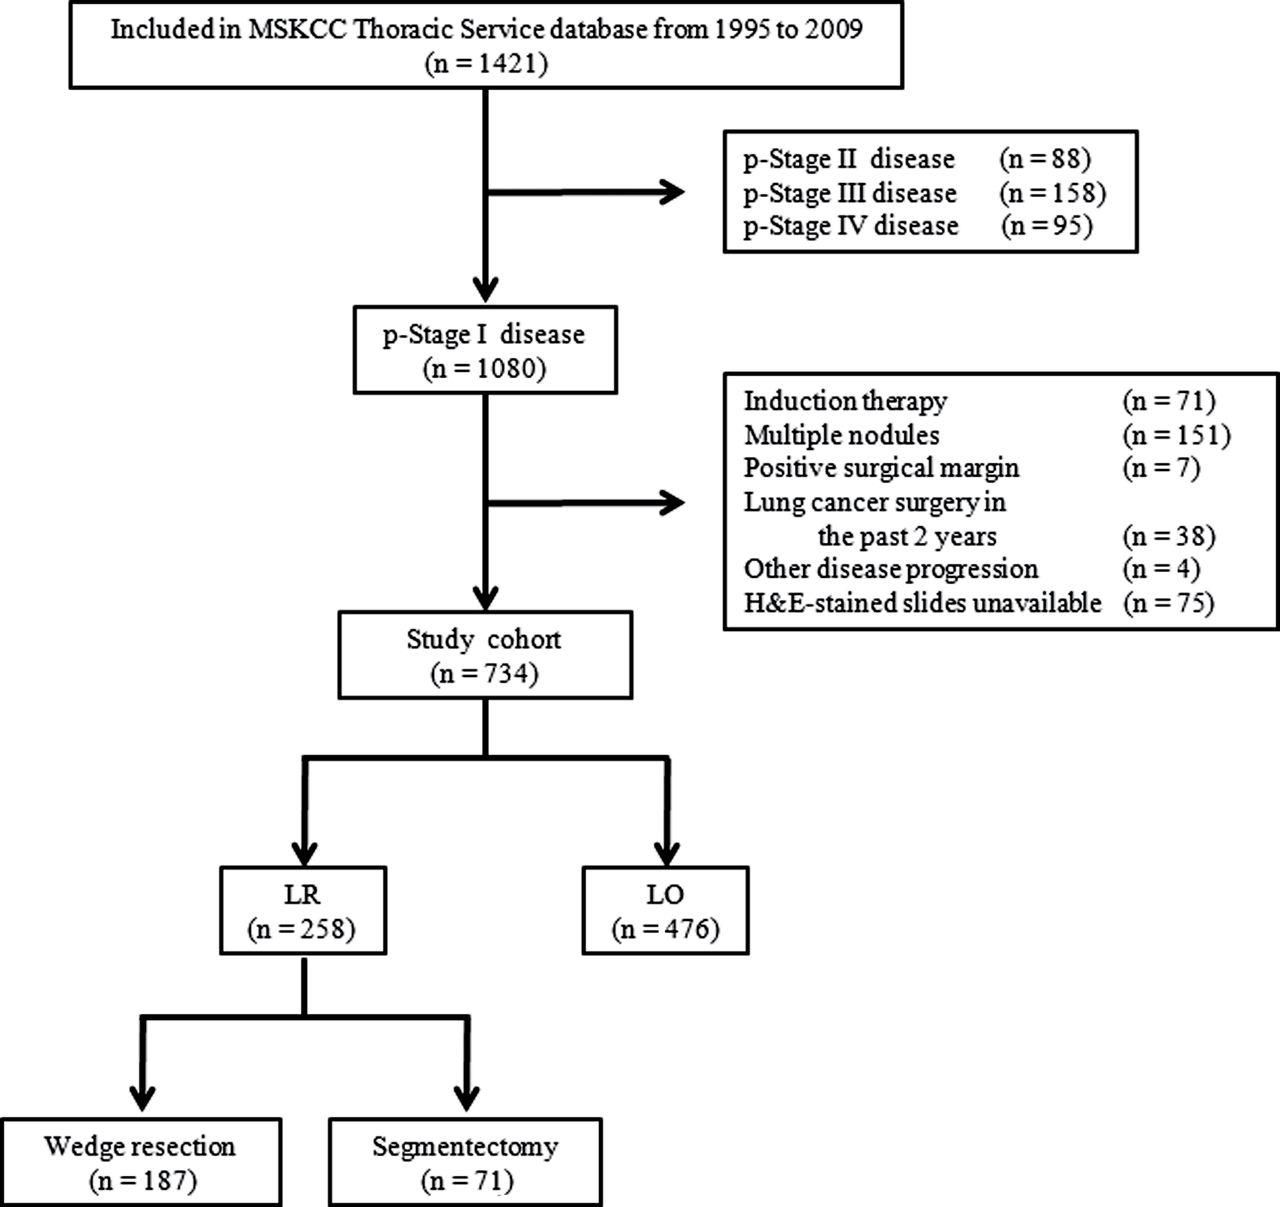 Included in MSKCC Thoracic Service database from 1995 to 2009
(n = 1421)
p-Stage II disease (n = 88)
p-Stage III disease (n = 158)
p-Stage IV disease (n = 95)
p-Stage I disease
(n = 1080)
Induction therapy (n = 71)
Multiple nodules (n = 151)
Positive surgical margin (n = 7)
Lung cancer surgery in
the past 2 years (n = 38)
Other disease progression (n = 4)
H&E-stained slides unavailable (n = 75)
Study cohort
(n = 734)
LR
(n = 258)
LO
(n = 476)
Wedge resection
(n = 187)
Segmentectomy
(n = 71)